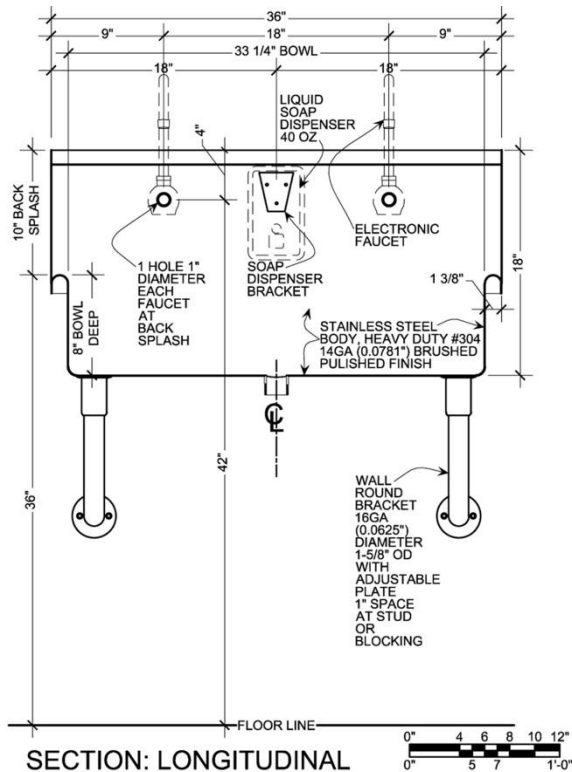 36"
9"
18"
9"
33 1/4" BOWL
18"
18"
LIQUID
SOAP
DISPENSER
40 OZ
4"
10" BACK
SPLASH
ELECTRONIC
FAUCET
1 HOLE 1"
DIAMETER
EACH
FAUCET
AT
BACK
SPLASH
SOAP
DISPENSER
BRACKET
18"
1 3/8"
8" BOWL
DEEP
STAINLESS STEEL
BODY, HEAVY DUTY #304
14GA (0.0781") BRUSHED
PULISHED FINISH
CL
42"
36"
WALL
ROUND
BRACKET
16GA
(0.0625")
DIAMETER
1-5/8" OD
WITH
ADJUSTABLE
PLATE
1" SPACE
AT STUD
OR
BLOCKING
FLOOR LINE
SECTION: LONGITUDINAL
0" 4 6 8 10 12"
0" 5 7 1'-0"